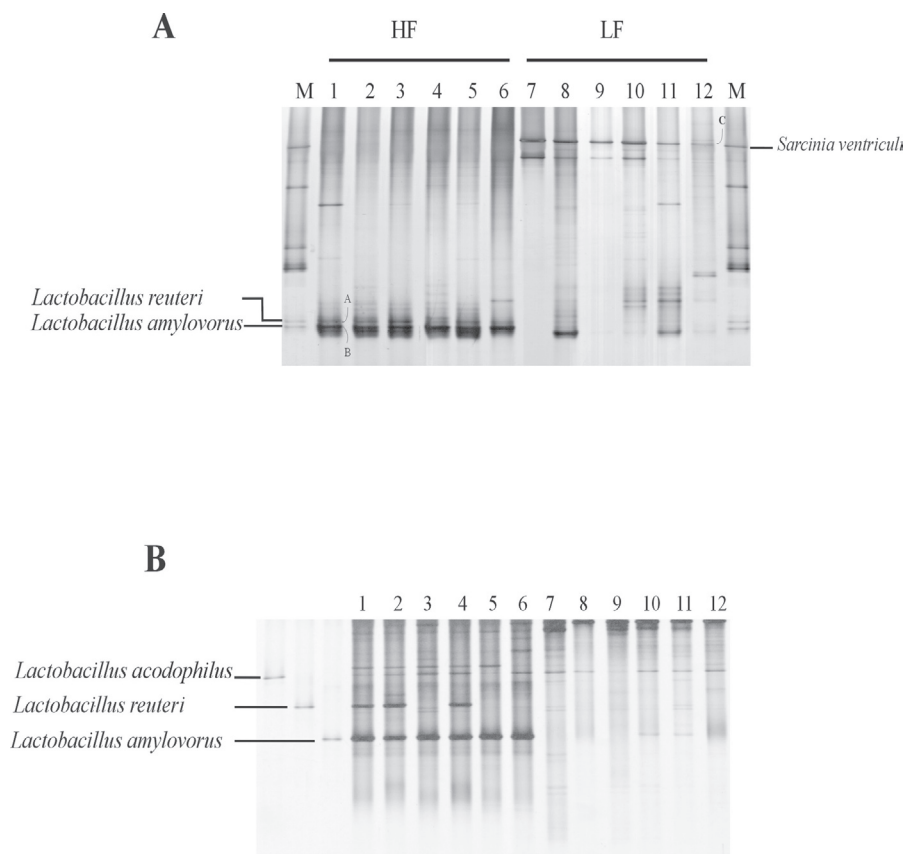 A
HF LF
M 1 2 3 4 5 6 7 8 9 10 11 12 M
C
Sarcinia ventriculi
Lactobacillus reuteri
A
Lactobacillus amylovorus
B
B
1 2 3 4 5 6 7 8 9 10 11 12
Lactobacillus acodophilus
Lactobacillus reuteri
Lactobacillus amylovorus